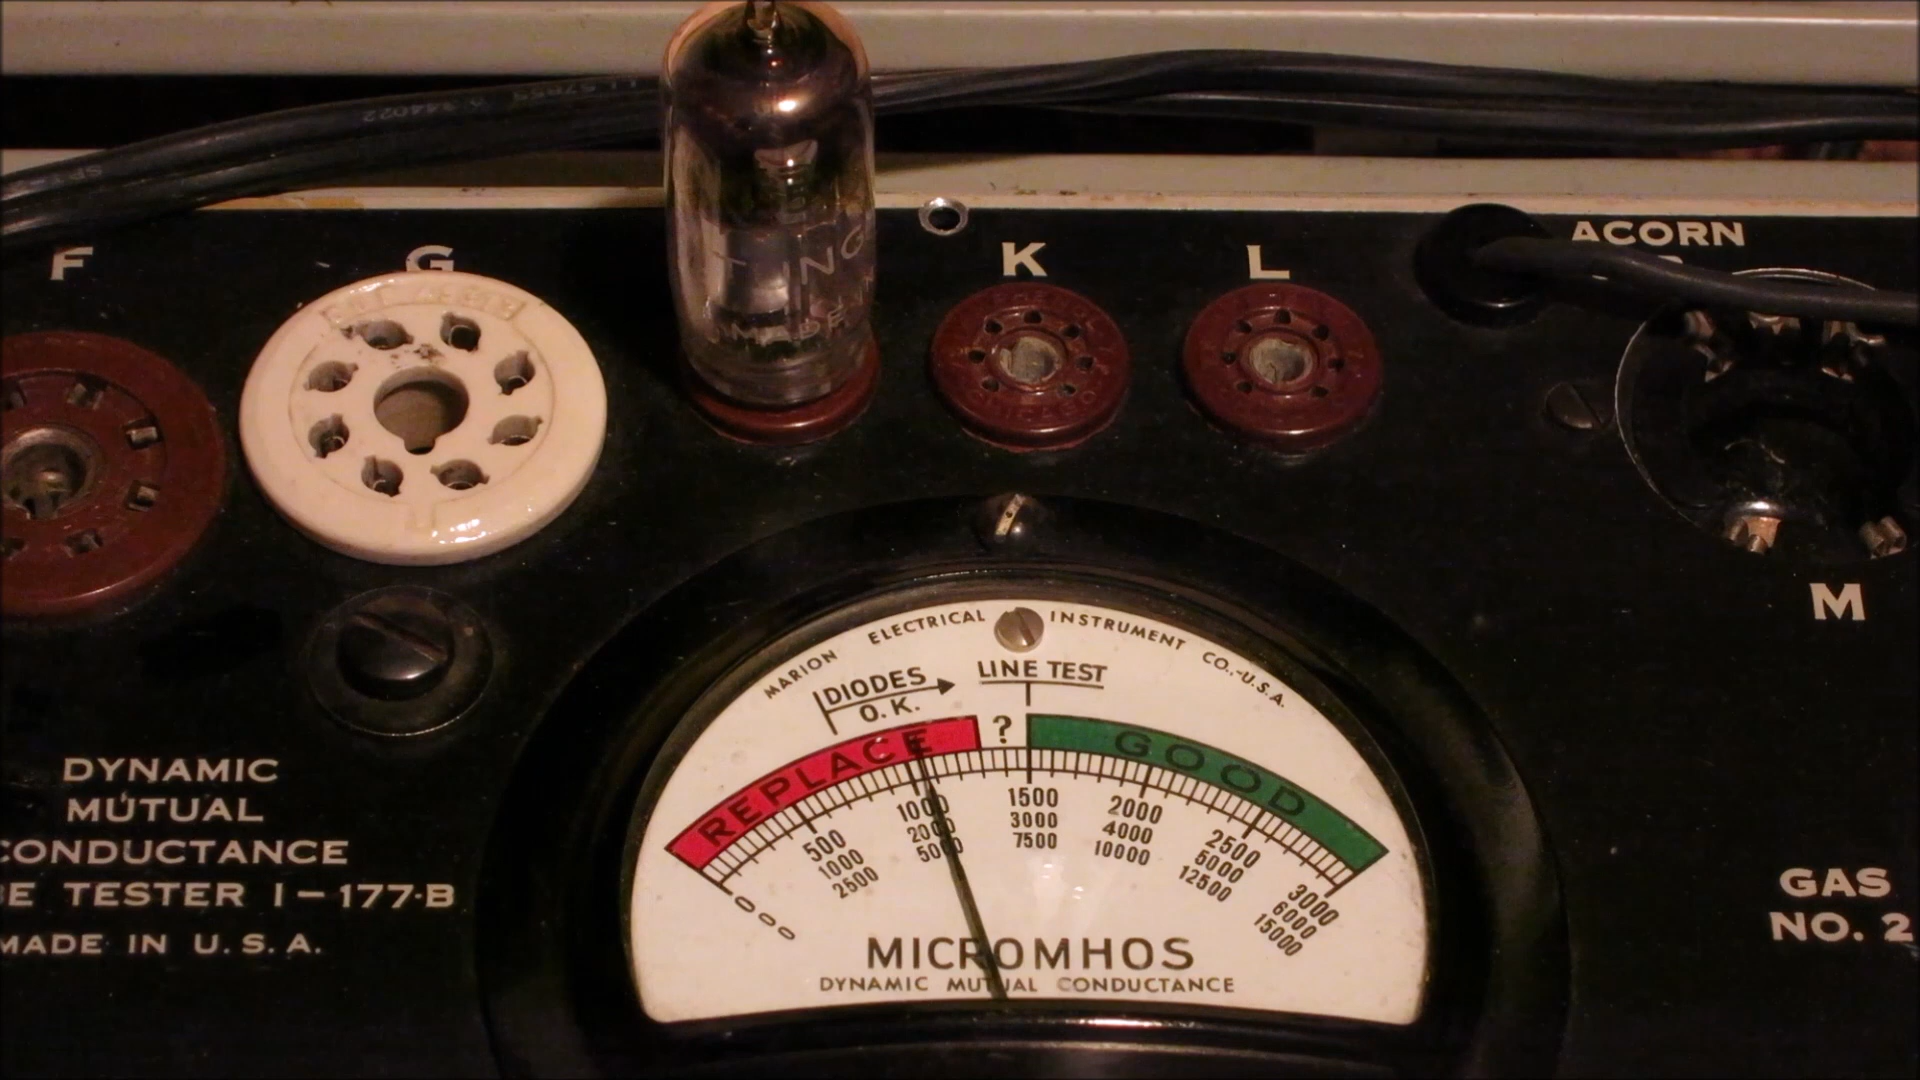 F
G
K
L
ACORN
M
MARION ELECTRICAL INSTRUMENT CO.,-U.S.A.
DIODES
O.K.
LINE TEST
REPLACE
?
GOOD
500 1000 1500 2000 2500 3000
0 1000 2000 3000 4000 5000 6000
0 2500 5000 7500 10000 12500 15000
MICROMHOS
DYNAMIC MUTUAL CONDUCTANCE
DYNAMIC
MUTUAL
CONDUCTANCE
E TESTER I-177-B
MADE IN U.S.A.
GAS
NO. 2